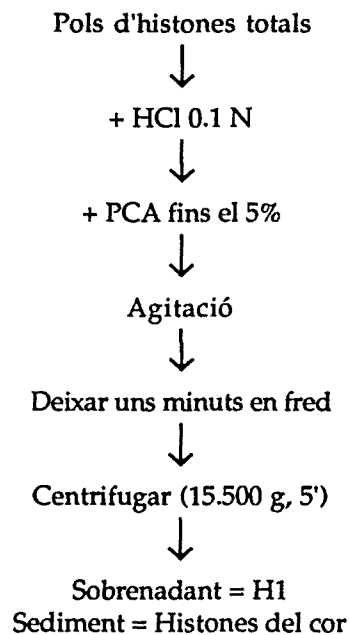 Pols d'histones totals
+ HCl 0.1 N
+ PCA fins el 5%
Agitació
Deixar uns minuts en fred
Centrifugar (15.500 g, 5')
Sobrenadant = H1
Sediment = Histones del cor